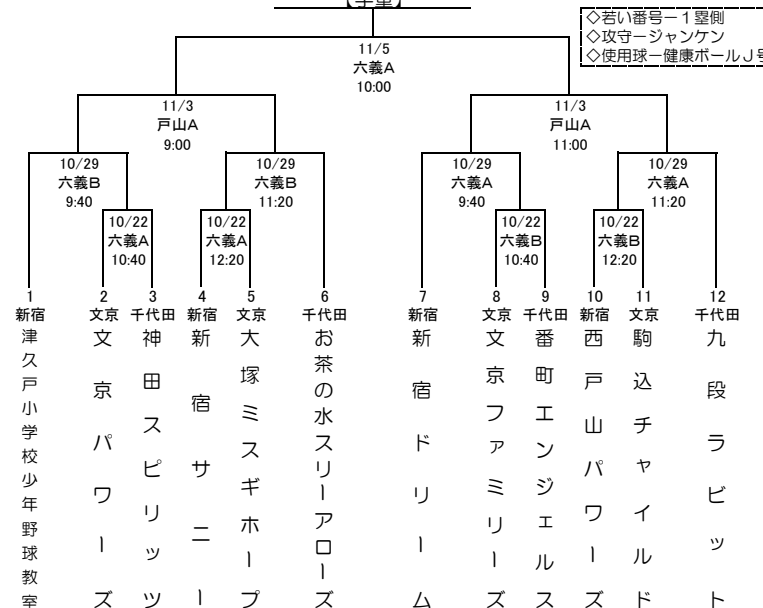 【学童】
◇若い番号－１塁側
◇攻守－ジャンケン
◇使用球－健康ボールＪ号
11/5
六義A
10:00
11/3
戸山A
9:00
11/3
戸山A
11:00
10/29
六義B
9:40
10/29
六義B
11:20
10/29
六義A
9:40
10/29
六義A
11:20
10/22
六義A
10:40
10/22
六義A
12:20
10/22
六義B
10:40
10/22
六義B
12:20
1
新宿
津久戸小学校少年野球教室
2
文京
文京パワーズ
3
千代田
神田スピリッツ
4
新宿
新宿サニー
5
文京
大塚ミスギホープ
6
千代田
お茶の水スリーアローズ
7
新宿
新宿ドリーム
8
文京
文京ファミリーズ
9
千代田
番町エンジェルス
10
新宿
西戸山パワーズ
11
文京
駒込チャイルド
12
千代田
九段ラビット